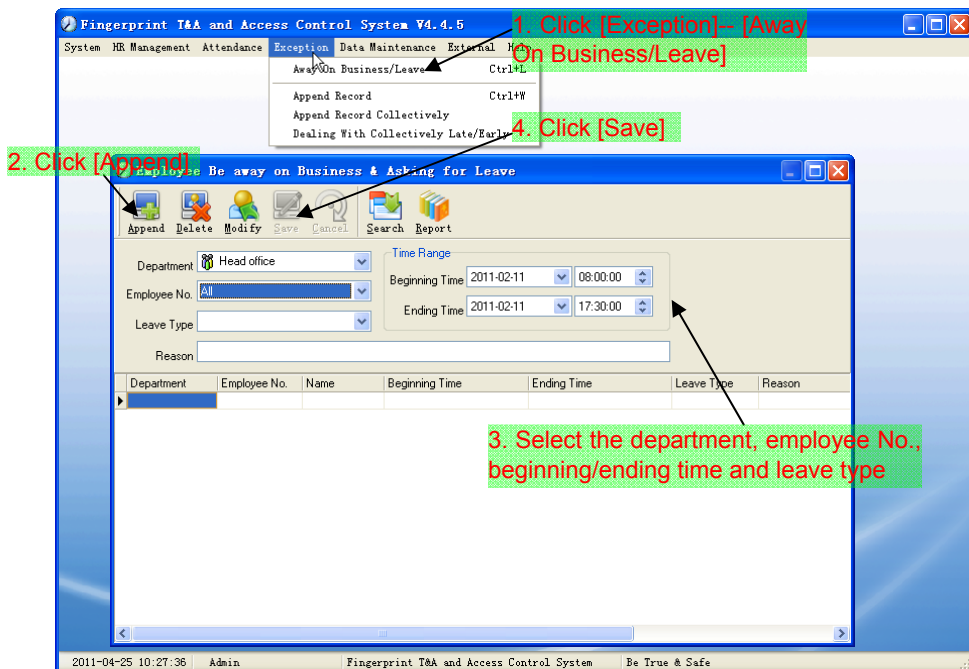 Fingerprint T&A and Access Control System V4.4.5
1. Click [Exception]-- [Away
On Business/Leave]
System HR Management Attendance Exception Data Maintenance External Help
Away On Business/Leave Ctrl+L
Append Record Ctrl+W
Append Record Collectively
Dealing With Collectively Late/Early
4. Click [Save]
2. Click [Append]
Employee Be away on Business & Asking for Leave
Append Delete Modify Save Cancel Search Report
Department Head office
Employee No. All
Leave Type
Reason
Time Range
Beginning Time 2011-02-11 08:00:00
Ending Time 2011-02-11 17:30:00
Department Employee No. Name Beginning Time Ending Time Leave Type Reason
3. Select the department, employee No.,
beginning/ending time and leave type
2011-04-25 10:27:36 Admin Fingerprint T&A and Access Control System Be True & Safe